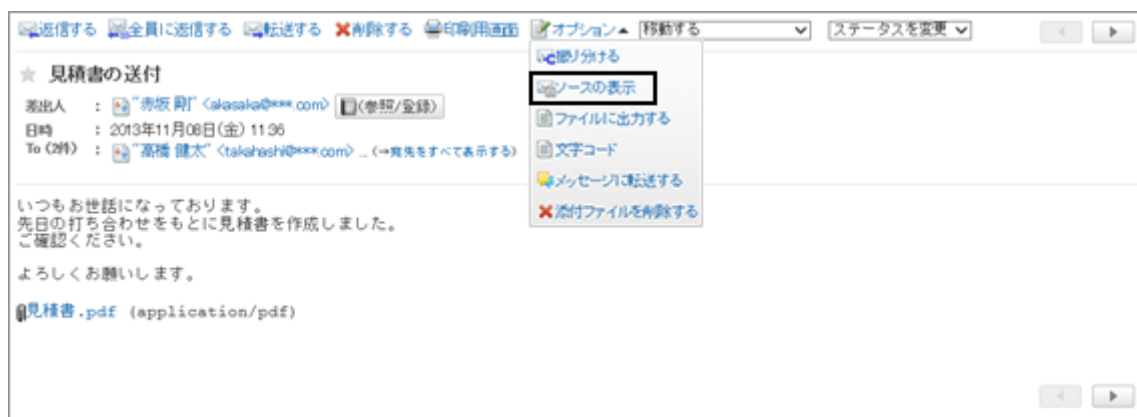 返信する 全員に返信する 転送する 削除する 印刷用画面 オプション▲ 移動する ステータスを変更
振り分ける
★ 見積書の送付
ソースの表示
差出人 : "赤坂 剛" <akasaka@***.com> (参照/登録)
ファイルに出力する
日時 : 2013年11月08日(金) 11:36
To (2件) : "高橋 健太" <takahashi@***.com> … (→宛先をすべて表示する)
文字コード
メッセージに転送する
添付ファイルを削除する
いつもお世話になっております。
先日の打ち合わせをもとに見積書を作成しました。
ご確認ください。
よろしくお願いします。
見積書.pdf (application/pdf)